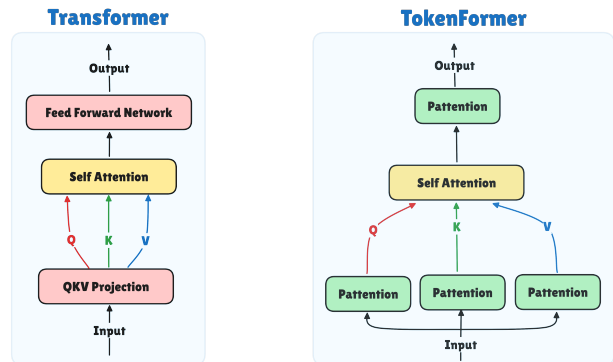 Transformer
Output
Feed Forward Network
Self Attention
Q
K
V
QKV Projection
Input
TokenFormer
Output
Pattention
Self Attention
Q
K
V
Pattention
Pattention
Pattention
Input